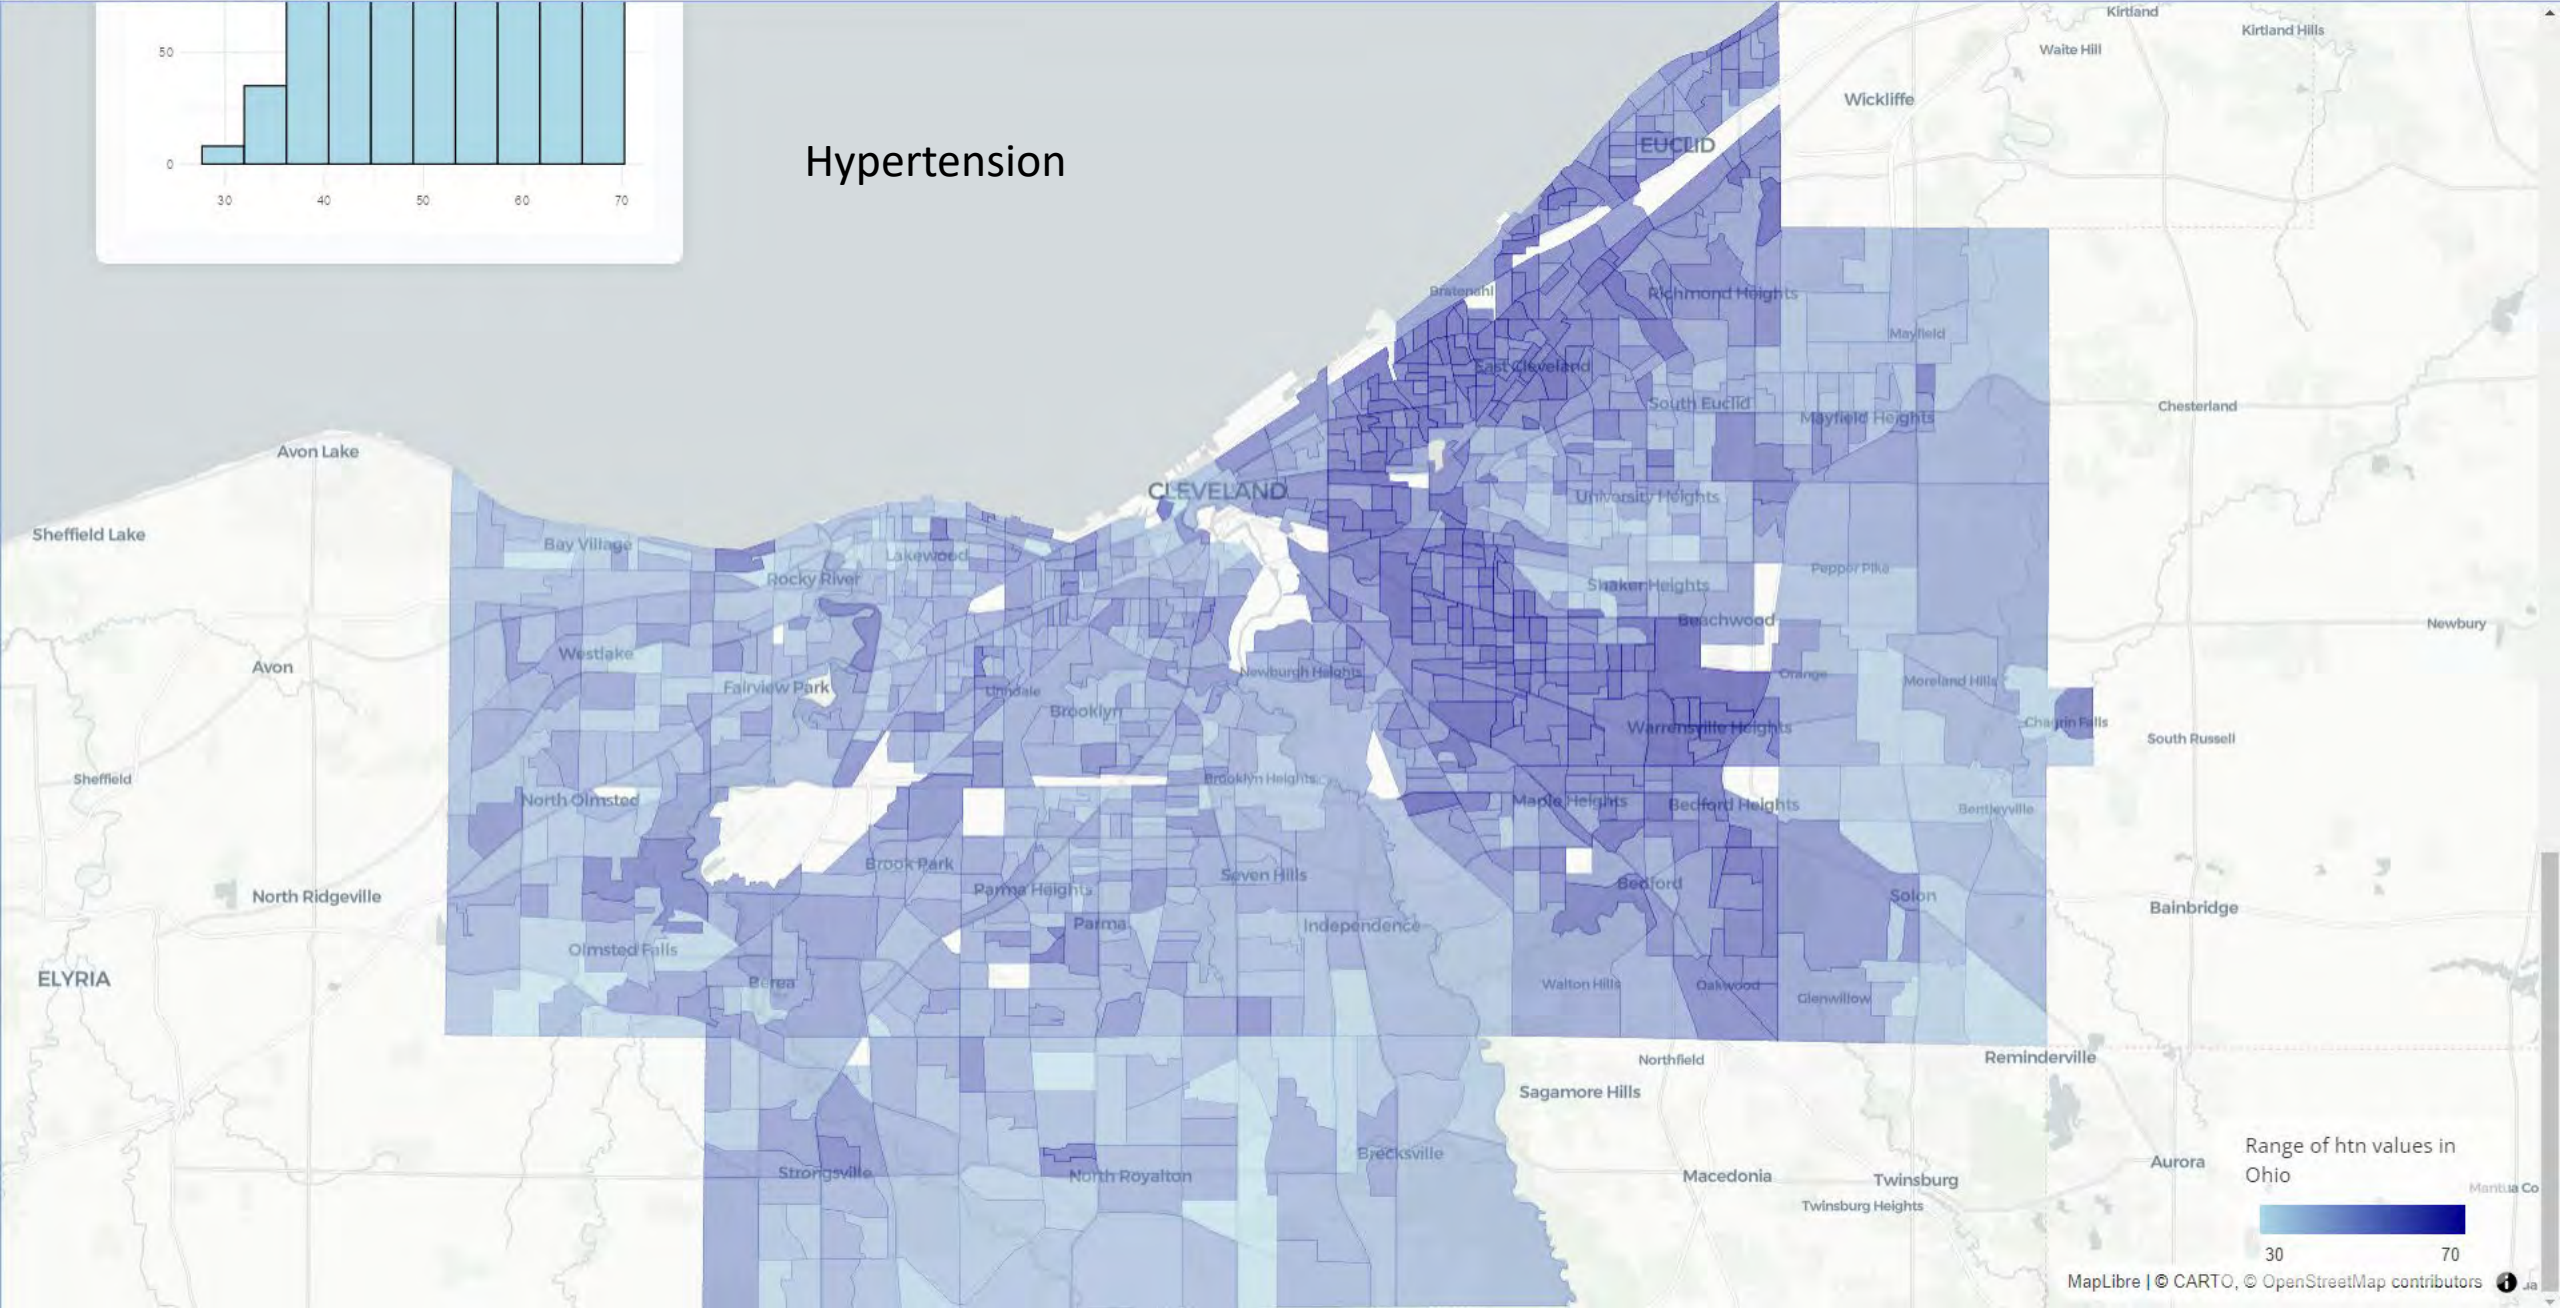 50
0
30 40 50 60 70
Hypertension
Kirtland
Kirtland Hills
Waite Hill
Wickliffe
EUCLID
Bratenahl
Richmond Heights
Mayfield
East Cleveland
South Euclid
Mayfield Heights
Chesterland
Avon Lake
CLEVELAND
University Heights
Sheffield Lake
Bay Village
Lakewood
Rocky River
Shaker Heights
Pepper Pike
Beachwood
Newbury
Avon
Westlake
Fairview Park
Linndale
Newburgh Heights
Orange
Moreland Hills
Brooklyn
Warrensville Heights
Chagrin Falls
South Russell
Sheffield
North Olmsted
Brooklyn Heights
Maple Heights
Bedford Heights
Bentleyville
Brook Park
Parma Heights
Seven Hills
Bedford
Solon
North Ridgeville
Bainbridge
Parma
Independence
Olmsted Falls
ELYRIA
Berea
Walton Hills
Oakwood
Glenwillow
Northfield
Reminderville
Sagamore Hills
Strongsville
North Royalton
Brecksville
Macedonia
Twinsburg
Twinsburg Heights
Aurora
Mantua Co
Range of htn values in
Ohio
30 70
MapLibre | © CARTO, © OpenStreetMap contributors